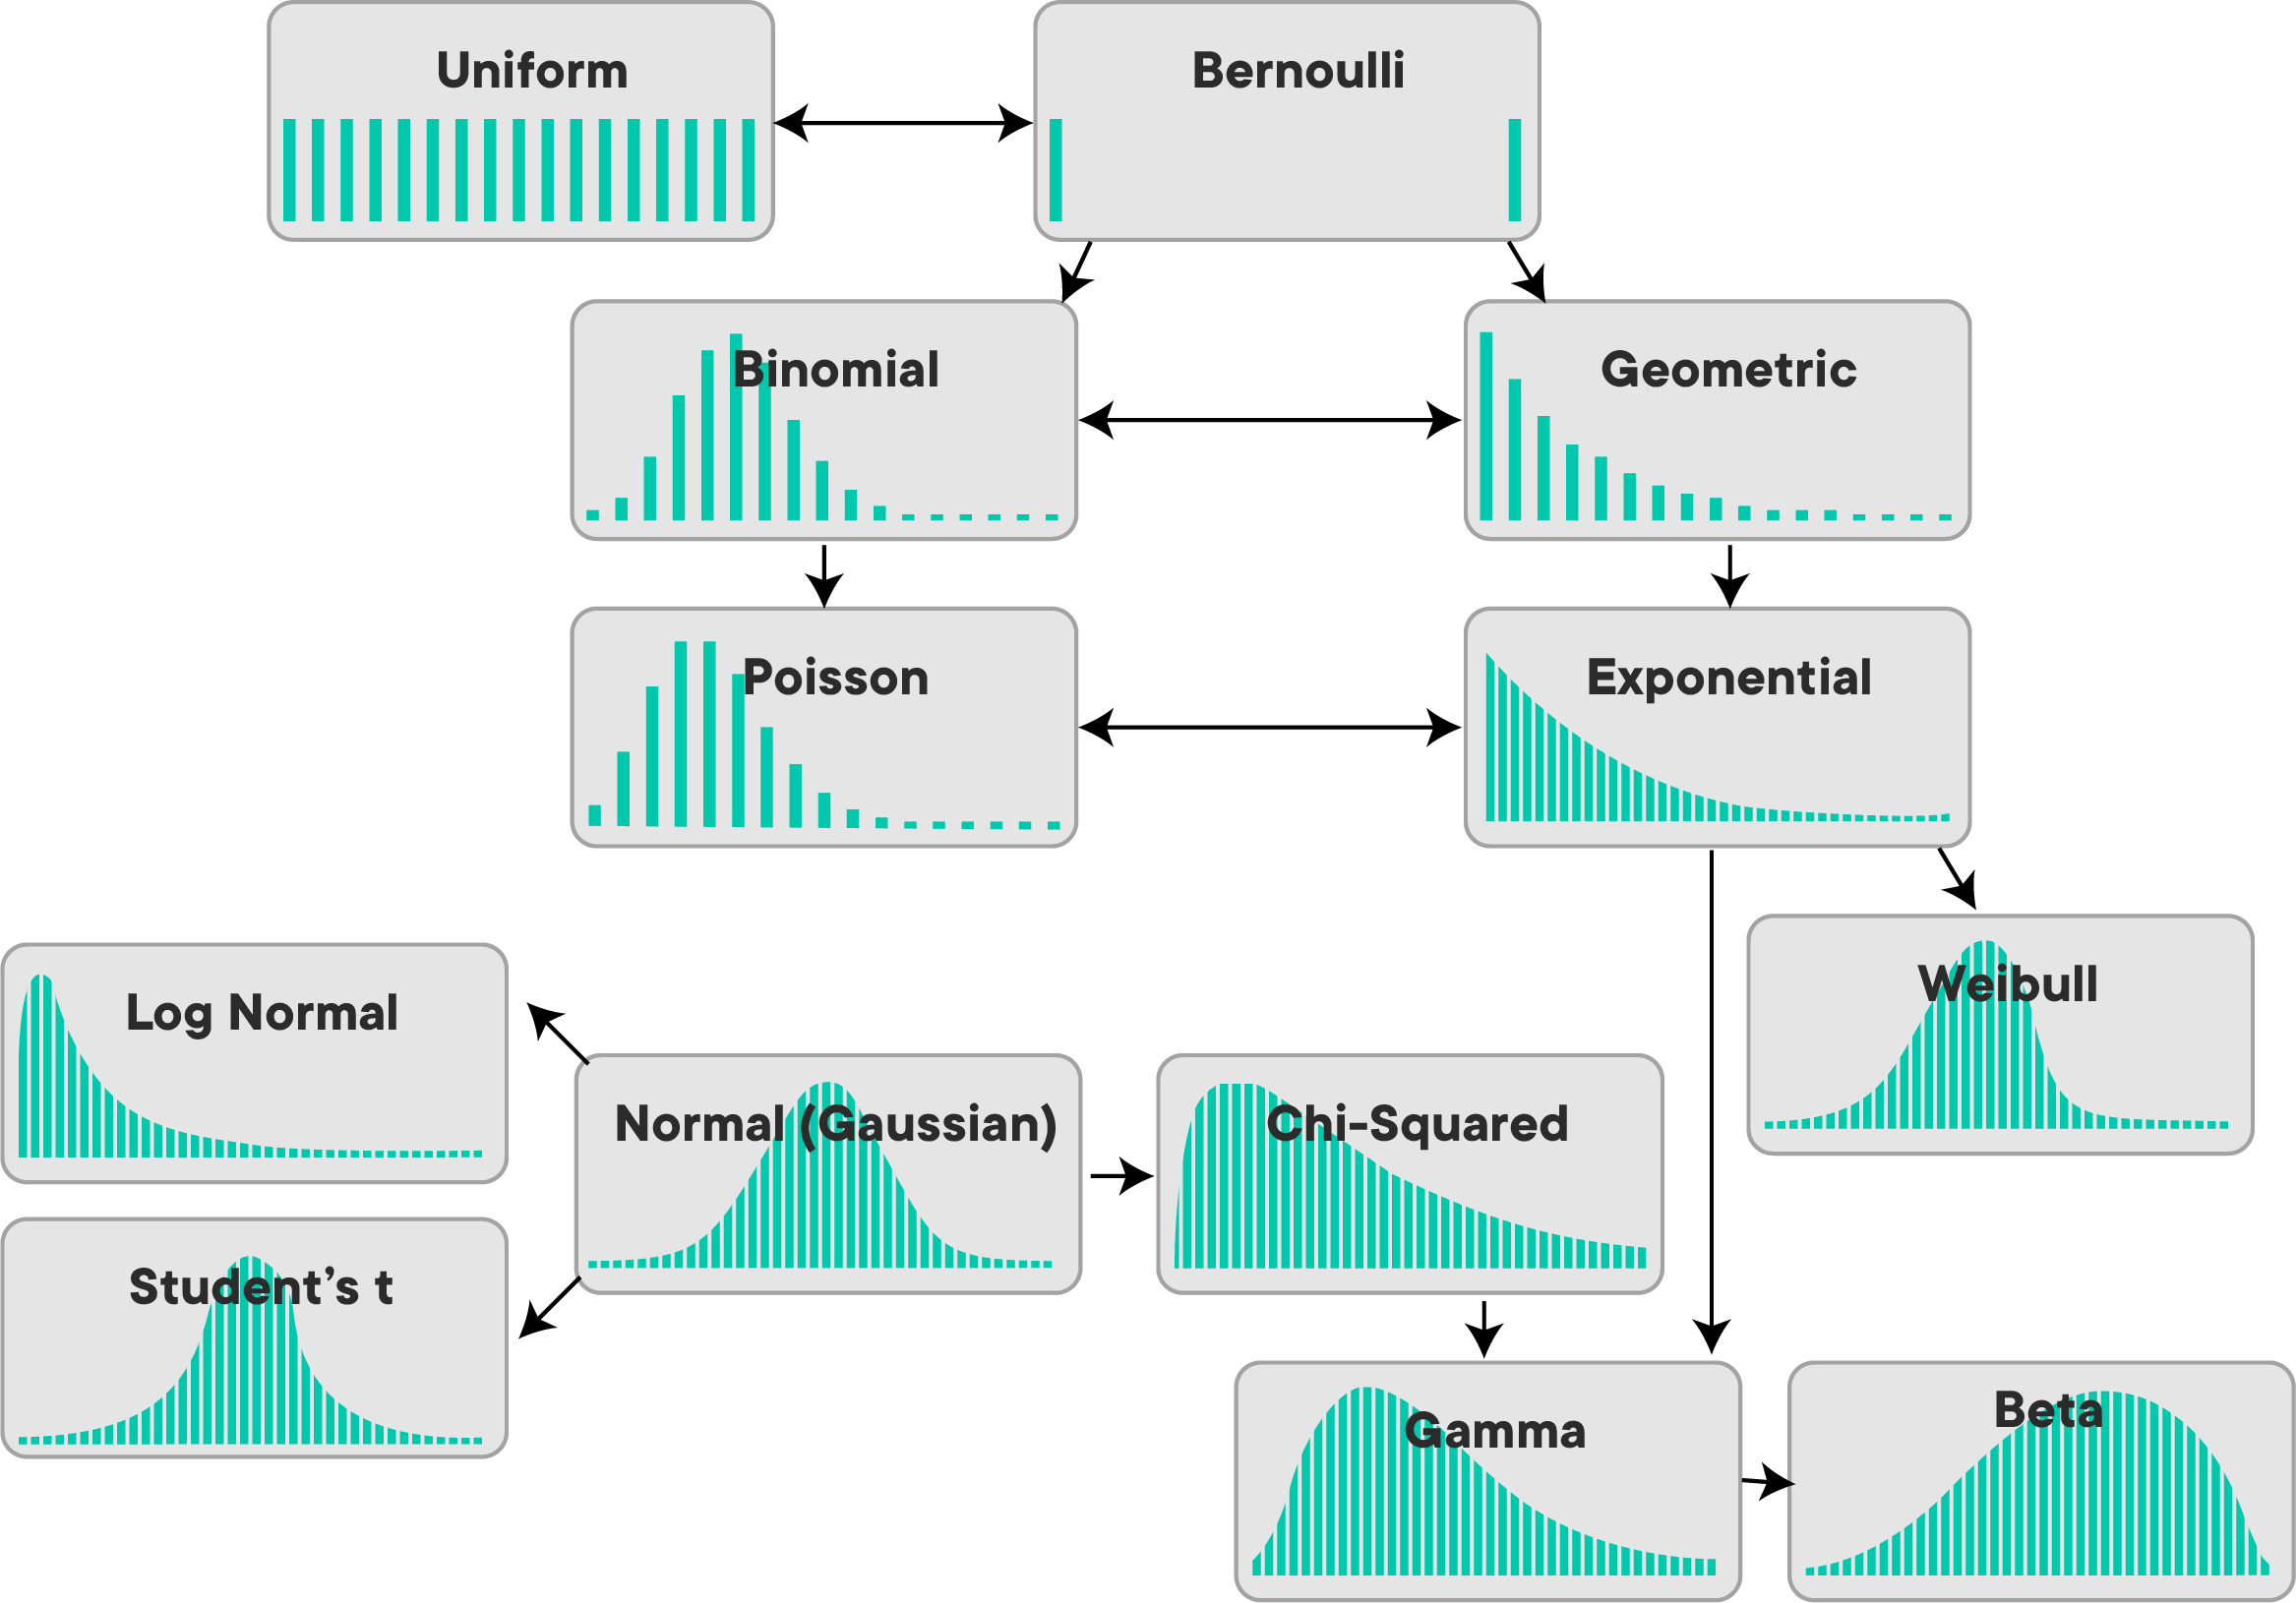 Uniform
Bernoulli
Binomial
Geometric
Poisson
Exponential
Log Normal
Weibull
Normal (Gaussian)
Chi-Squared
Student’s t
Gamma
Beta